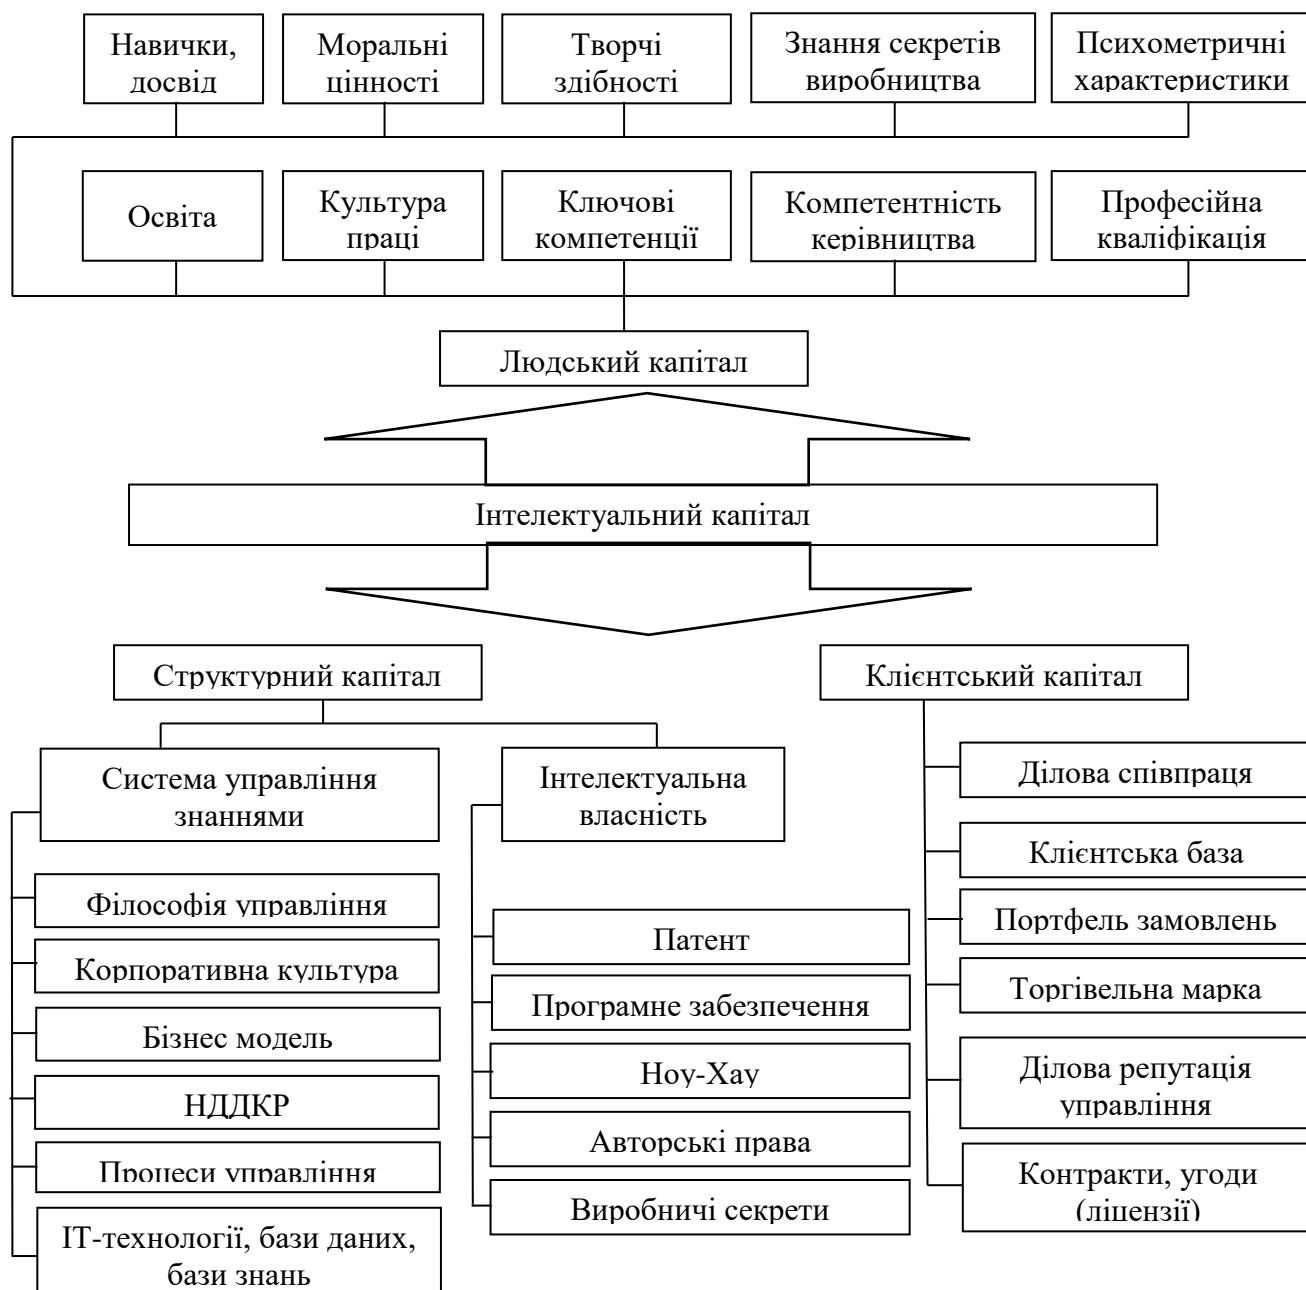 Навички,
досвід
Моральні
цінності
Творчі
здібності
Знання секретів
виробництва
Психометричні
характеристики
Освіта
Культура
праці
Ключові
компетенції
Компетентність
керівництва
Професійна
кваліфікація
Людський капітал
Інтелектуальний капітал
Структурний капітал
Клієнтський капітал
Система управління
знаннями
Філософія управління
Корпоративна культура
Бізнес модель
НДДКР
Процеси управління
ІТ-технології, бази даних,
бази знань
Інтелектуальна
власність
Патент
Програмне забезпечення
Ноу-Хау
Авторські права
Виробничі секрети
Ділова співпраця
Клієнтська база
Портфель замовлень
Торгівельна марка
Ділова репутація
управління
Контракти, угоди
(ліцензії)